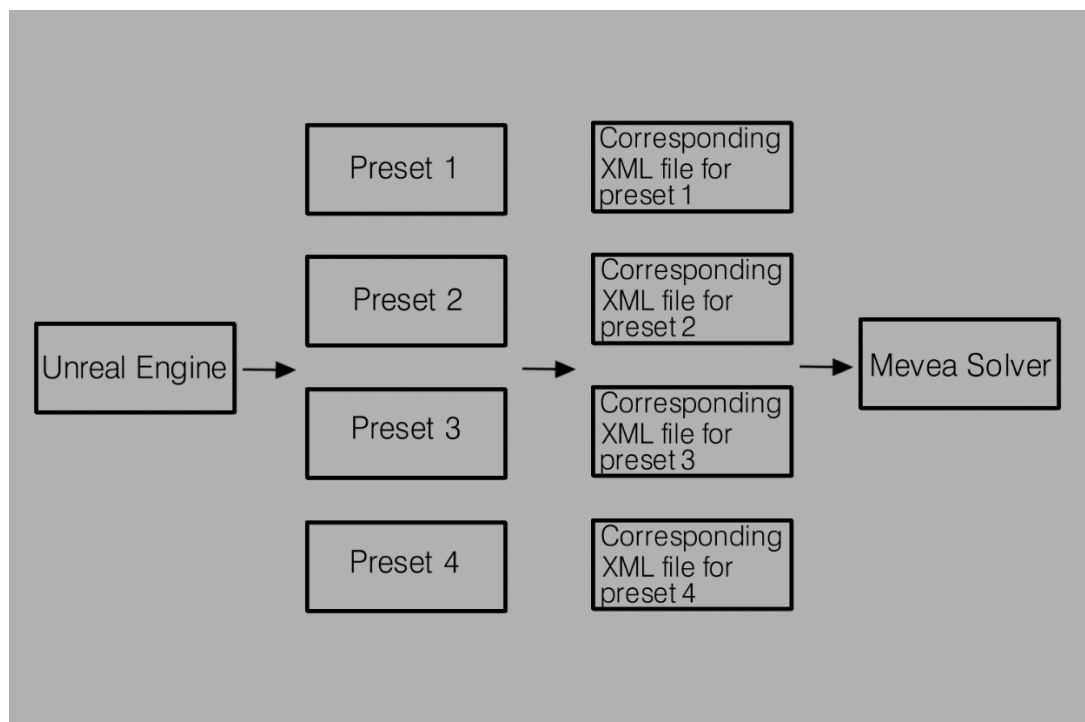 Preset 1
Corresponding
XML file for
preset 1
Preset 2
Corresponding
XML file for
preset 2
Unreal Engine
Mevea Solver
Preset 3
Corresponding
XML file for
preset 3
Preset 4
Corresponding
XML file for
preset 4